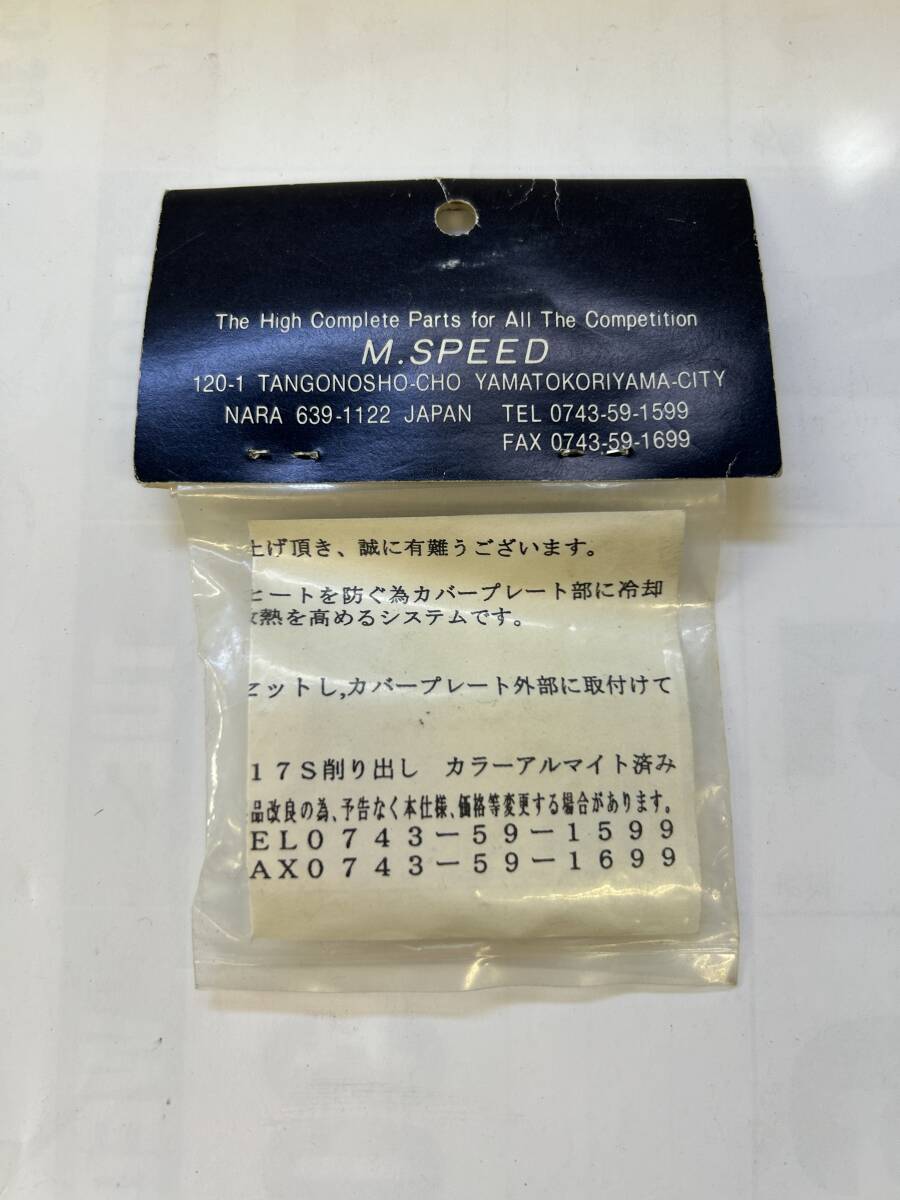 The High Complete Parts for All The Competition
M.SPEED
120-1 TANGONOSHO-CHO YAMATOKORIYAMA-CITY
NARA 639-1122 JAPAN TEL 0743-59-1599
FAX 0743-59-1699
上げ頂き、誠に有難うございます。
ヒートを防ぐ為カバープレート部に冷却
放熱を高めるシステムです。
セットし,カバープレート外部に取付けて
17S削り出し カラーアルマイト済み
品改良の為、予告なく本仕様、価格等変更する場合があります。
EL0743-59-1599
AX0743-59-1699